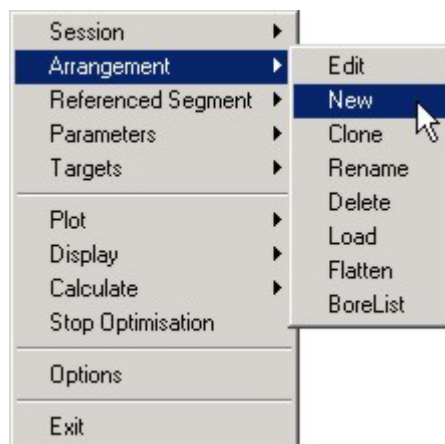 Session
Arrangement
Referenced Segment
Parameters
Targets
Plot
Display
Calculate
Stop Optimisation
Options
Exit
Edit
New
Clone
Rename
Delete
Load
Flatten
BoreList